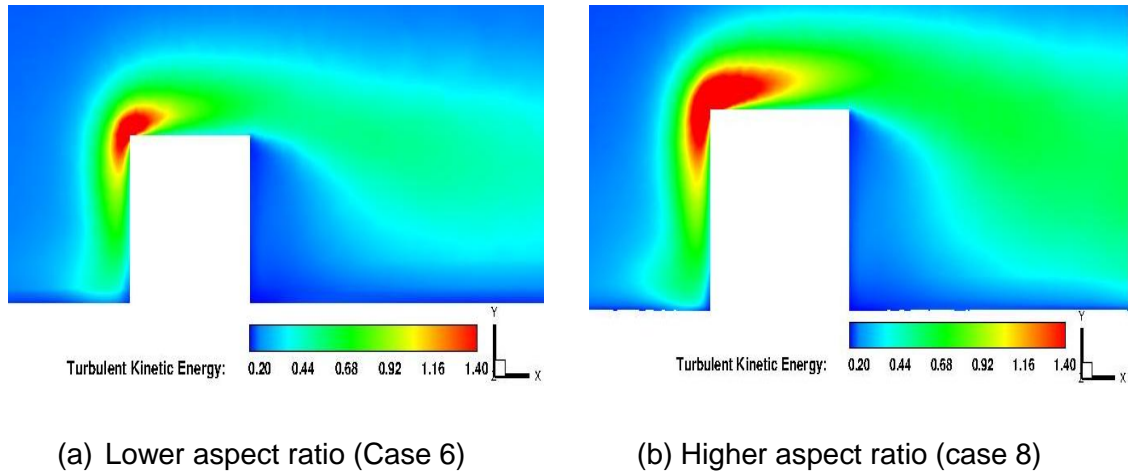 Turbulent Kinetic Energy: 0.20 0.44 0.68 0.92 1.16 1.40
Y
Z X
Turbulent Kinetic Energy: 0.20 0.44 0.68 0.92 1.16 1.40
Y
Z X
(a) Lower aspect ratio (Case 6)
(b) Higher aspect ratio (case 8)